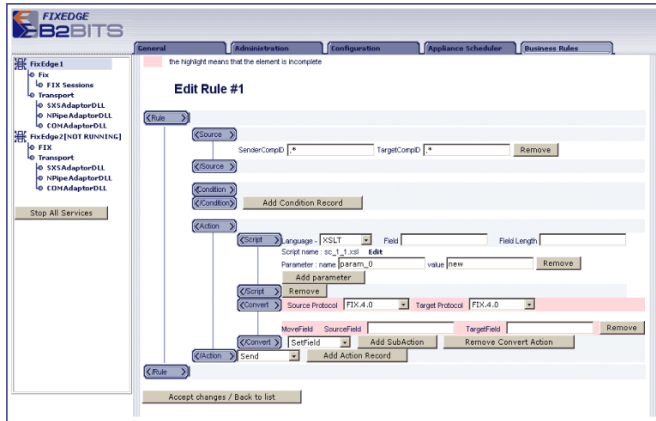 FIXEDGE
B2BITS
General Administration Configuration Appliance Scheduler Business Rules
FixEdge1
Fix
FIX Sessions
Transport
SXSAdaptorDLL
NPipeAdaptorDLL
COMAdaptorDLL
FixEdge2[NOT RUNNING]
FIX
Transport
SXSAdaptorDLL
NPipeAdaptorDLL
COMAdaptorDLL
Stop All Services
the highlight means that the element is incomplete
Edit Rule #1
<Rule >
<Source >
SenderCompID .* TargetCompID .* Remove
</Source >
<Condition >
</Condition> Add Condition Record
<Action >
<Script > Language - XSLT Field Field Length
Script name : sc_1_1.xsl Edit
Parameter : name param_0 value new Remove
Add parameter
</Script > Remove
<Convert > Source Protocol FIX.4.0 Target Protocol FIX.4.0
MoveField SourceField TargetField Remove
</Convert > SetField Add SubAction Remove Convert Action
</Action > Send Add Action Record
</Rule >
Accept changes / Back to list